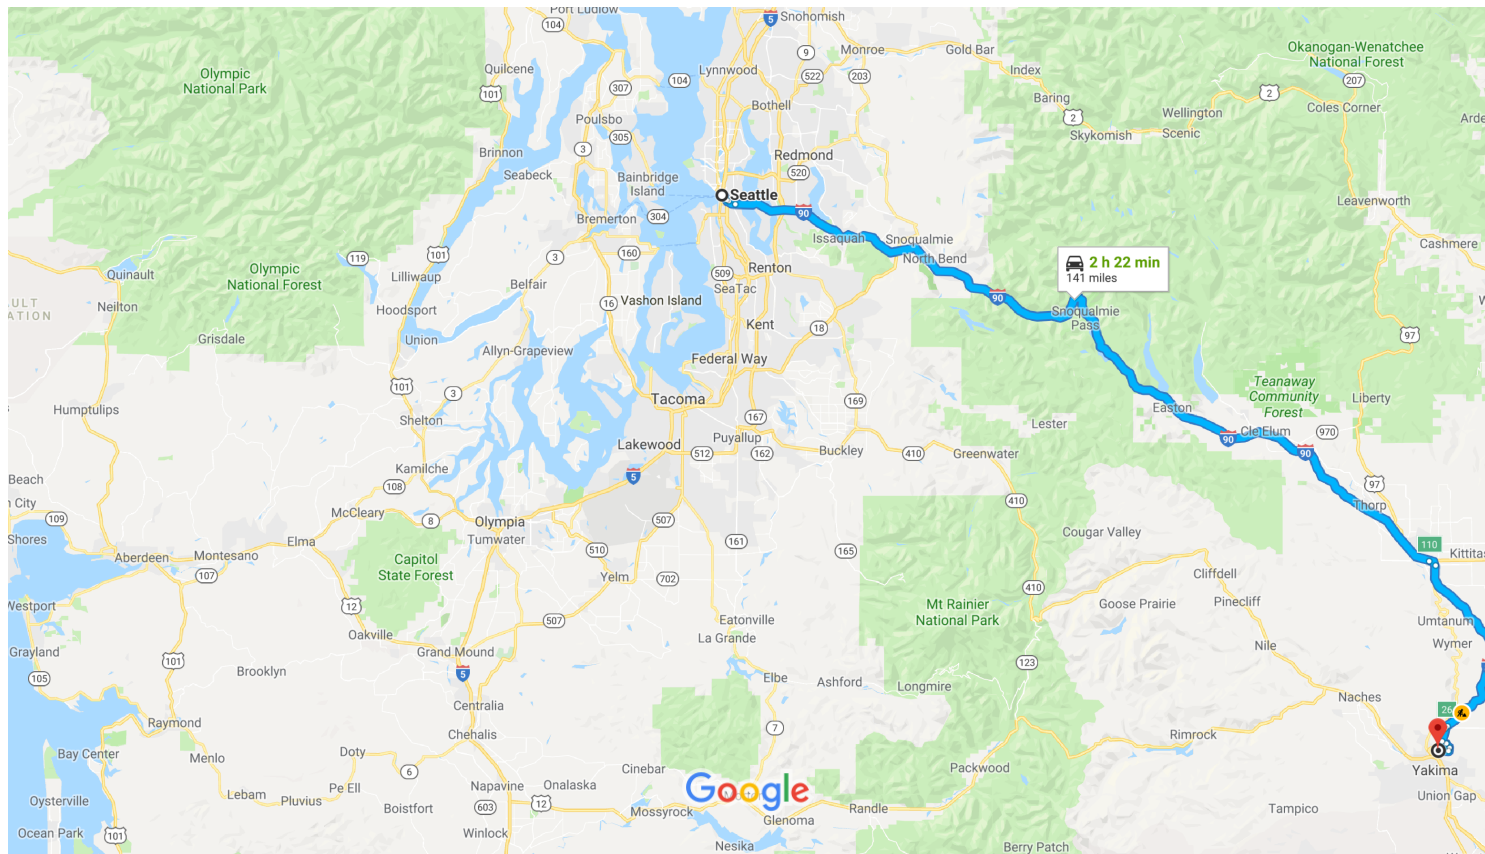 Port Ludlow
104
5
Snohomish
9
Monroe
Gold Bar
Okanogan-Wenatchee
National Forest
Olympic
National Park
Quilcene
101
104
307
Lynnwood
522
203
Index
207
Baring
2
Coles Corner
Poulsbo
Bothell
2
Wellington
305
Skykomish
Scenic
Brinnon
3
Redmond
Seabeck
Bainbridge
Island
520
Seattle
Leavenworth
Bremerton
304
90
Issaquah
Snoqualmie
Cashmere
119
101
3
160
North Bend
2 h 22 min
141 miles
Quinault
Olympic
National Forest
Lilliwaup
Belfair
509
SeaTac
Renton
Neilton
Hoodsport
16
Vashon Island
90
Snoqualmie
Pass
Grisdale
Union
Kent
18
97
Allyn-Grapeview
Federal Way
101
3
Tacoma
169
Teanaway
Community
Forest
Humptulips
Shelton
167
Easton
Liberty
Lester
Lakewood
512
Puyallup
162
Buckley
410
Greenwater
90
Cle Elum
970
90
Kamilche
5
97
Beach
108
410
Thorp
City
109
McCleary
8
Olympia
507
Tumwater
Cougar Valley
Shores
Elma
161
110
Aberdeen
Montesano
107
510
165
Kittitas
Capitol
State Forest
Yelm
702
410
Cliffdell
Westport
12
Mt Rainier
National Park
Goose Prairie
Pinecliff
507
Eatonville
Umtanum
Oakville
La Grande
Grayland
101
Grand Mound
Nile
Wymer
105
Brooklyn
5
Elbe
Ashford
Longmire
123
Naches
Centralia
26
Raymond
Chehalis
7
Rimrock
Bay Center
Menlo
Doty
6
Cinebar
Packwood
Yakima
Lebam
Pluvius
Pe Ell
Napavine
Onalaska
Google
Oysterville
Boistfort
603
12
Mossyrock
Glenoma
Randle
Tampico
Union Gap
Ocean Park
101
Winlock
Nesika
Berry Patch